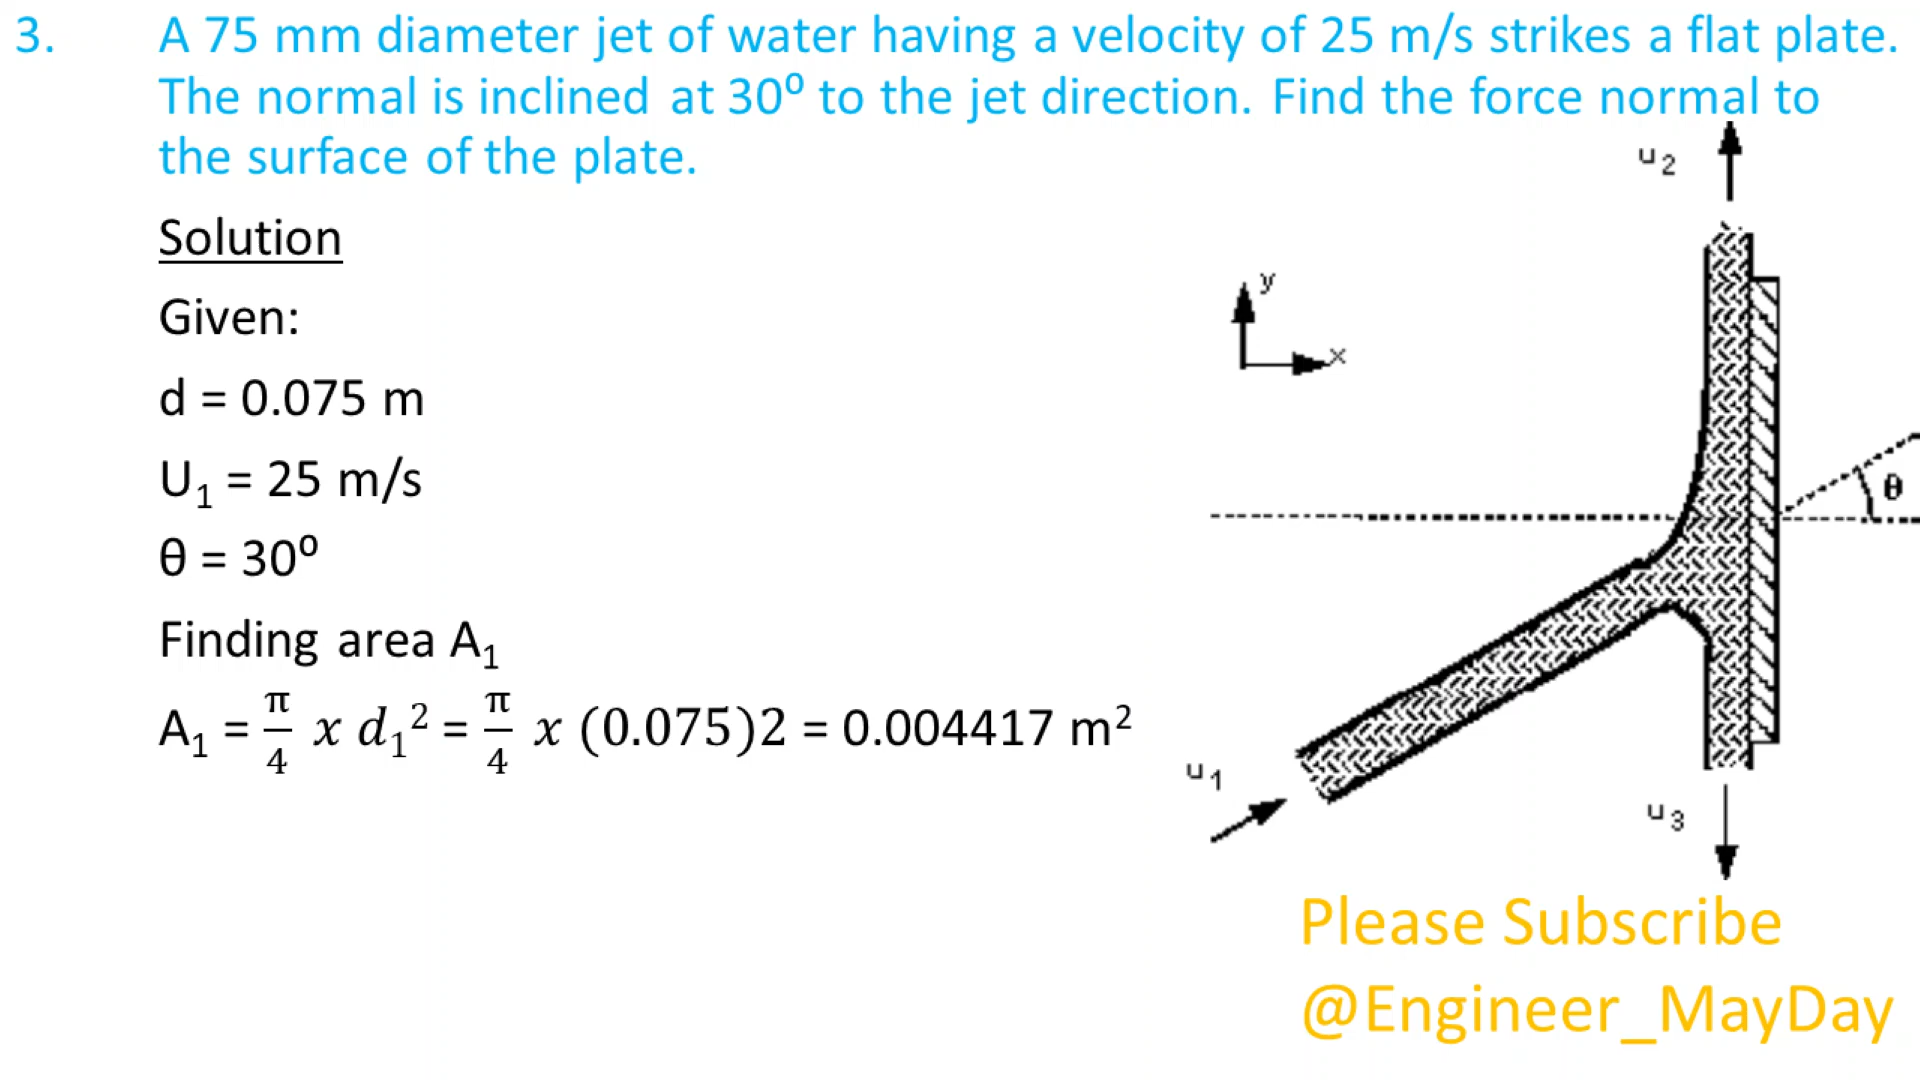 3. A 75 mm diameter jet of water having a velocity of 25 m/s strikes a flat plate.
The normal is inclined at 30⁰ to the jet direction. Find the force normal to
the surface of the plate.
u₂
Solution
y
Given:
x
d = 0.075 m
U₁ = 25 m/s
θ
θ = 30⁰
Finding area A₁
A₁ = π/4 x d₁² = π/4 x (0.075)2 = 0.004417 m²
u₁
u₃
Please Subscribe
@Engineer_MayDay